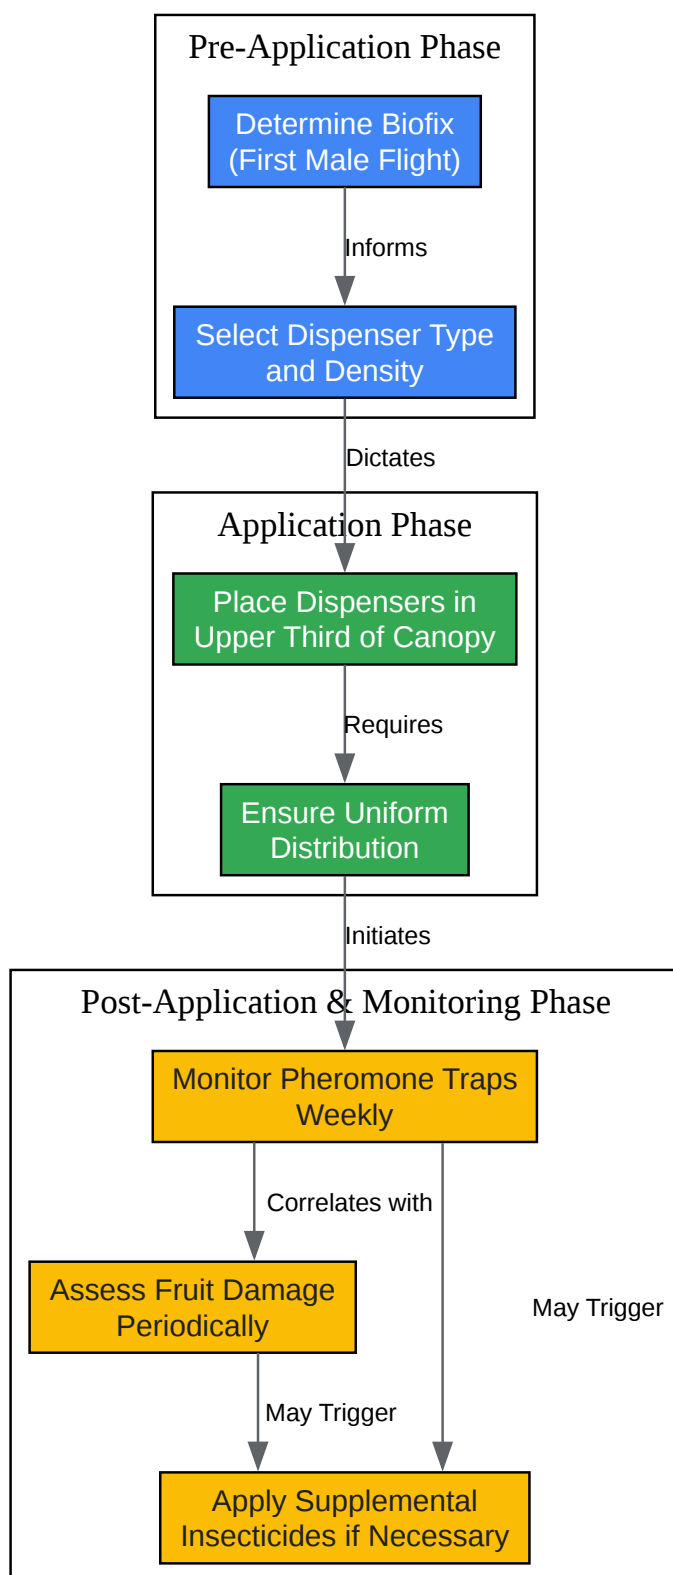 Pre-Application Phase
Determine Biofix
(First Male Flight)
Informs
Select Dispenser Type
and Density
Dictates
Application Phase
Place Dispensers in
Upper Third of Canopy
Requires
Ensure Uniform
Distribution
Initiates
Post-Application & Monitoring Phase
Monitor Pheromone Traps
Weekly
Correlates with
Assess Fruit Damage
Periodically
May Trigger
May Trigger
Apply Supplemental
Insecticides if Necessary